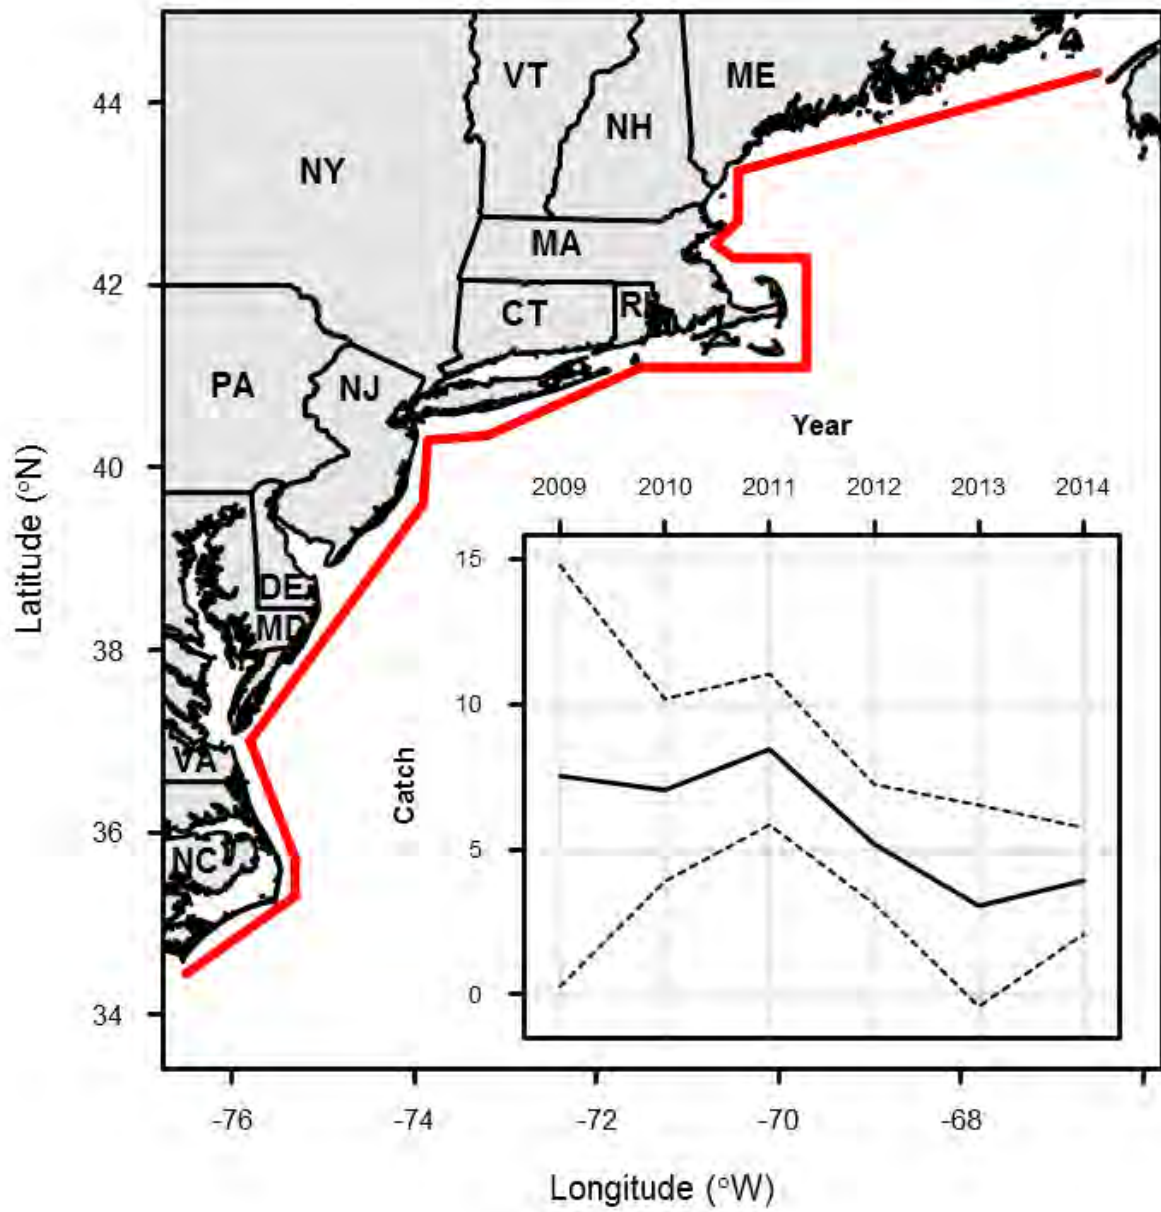 VT
ME
44
NH
NY
MA
42
CT
RI
PA
NJ
Year
40
2009 2010 2011 2012 2013 2014
15
DE
MD
38
10
VA
Catch
5
36
NC
0
34
-76 -74 -72 -70 -68
Latitude (°N)
Longitude (°W)